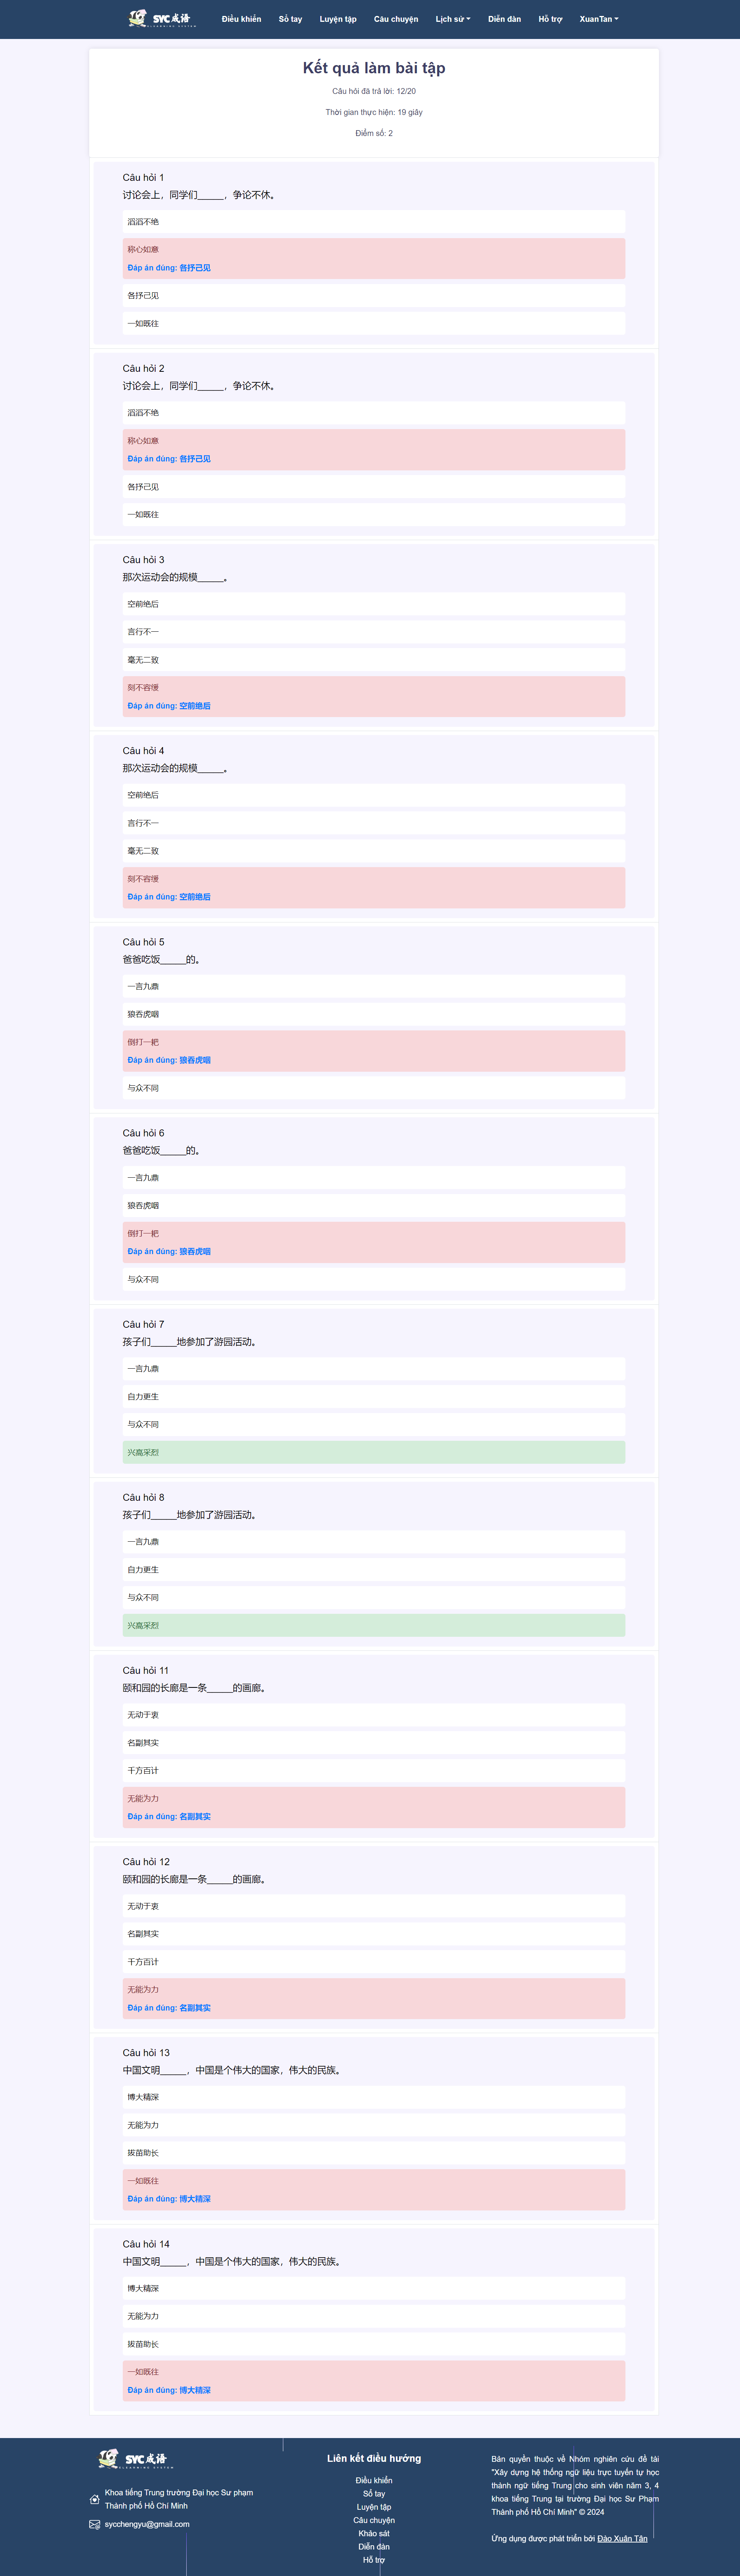 SVC成语
ELEARNING SYSTEM
Điều khiển
Sổ tay
Luyện tập
Câu chuyện
Lịch sử
Diễn đàn
Hỗ trợ
XuanTan
Kết quả làm bài tập
Câu hỏi đã trả lời: 12/20
Thời gian thực hiện: 19 giây
Điểm số: 2
Câu hỏi 1
讨论会上，同学们_____，争论不休。
滔滔不绝
称心如意
Đáp án đúng: 各抒己见
各抒己见
一如既往
Câu hỏi 2
讨论会上，同学们_____，争论不休。
滔滔不绝
称心如意
Đáp án đúng: 各抒己见
各抒己见
一如既往
Câu hỏi 3
那次运动会的规模_____。
空前绝后
言行不一
毫无二致
刻不容缓
Đáp án đúng: 空前绝后
Câu hỏi 4
那次运动会的规模_____。
空前绝后
言行不一
毫无二致
刻不容缓
Đáp án đúng: 空前绝后
Câu hỏi 5
爸爸吃饭_____的。
一言九鼎
狼吞虎咽
倒打一耙
Đáp án đúng: 狼吞虎咽
与众不同
Câu hỏi 6
爸爸吃饭_____的。
一言九鼎
狼吞虎咽
倒打一耙
Đáp án đúng: 狼吞虎咽
与众不同
Câu hỏi 7
孩子们_____地参加了游园活动。
一言九鼎
自力更生
与众不同
兴高采烈
Câu hỏi 8
孩子们_____地参加了游园活动。
一言九鼎
自力更生
与众不同
兴高采烈
Câu hỏi 11
颐和园的长廊是一条_____的画廊。
无动于衷
名副其实
千方百计
无能为力
Đáp án đúng: 名副其实
Câu hỏi 12
颐和园的长廊是一条_____的画廊。
无动于衷
名副其实
千方百计
无能为力
Đáp án đúng: 名副其实
Câu hỏi 13
中国文明_____，中国是个伟大的国家，伟大的民族。
博大精深
无能为力
拔苗助长
一如既往
Đáp án đúng: 博大精深
Câu hỏi 14
中国文明_____，中国是个伟大的国家，伟大的民族。
博大精深
无能为力
拔苗助长
一如既往
Đáp án đúng: 博大精深
SVC成语
ELEARNING SYSTEM
Khoa tiếng Trung trường Đại học Sư phạm
Thành phố Hồ Chí Minh
sycchengyu@gmail.com
Liên kết điều hướng
Điều khiển
Sổ tay
Luyện tập
Câu chuyện
Khảo sát
Diễn đán
Hỗ trợ
Bản quyền thuộc về Nhóm nghiên cứu đề tài
"Xây dựng hệ thống ngữ liệu trực tuyến tự học
thành ngữ tiếng Trung cho sinh viên năm 3, 4
khoa tiếng Trung tại trường Đại học Sư Phạm
Thành phố Hồ Chí Minh" © 2024
Ứng dụng được phát triển bởi Đào Xuân Tân